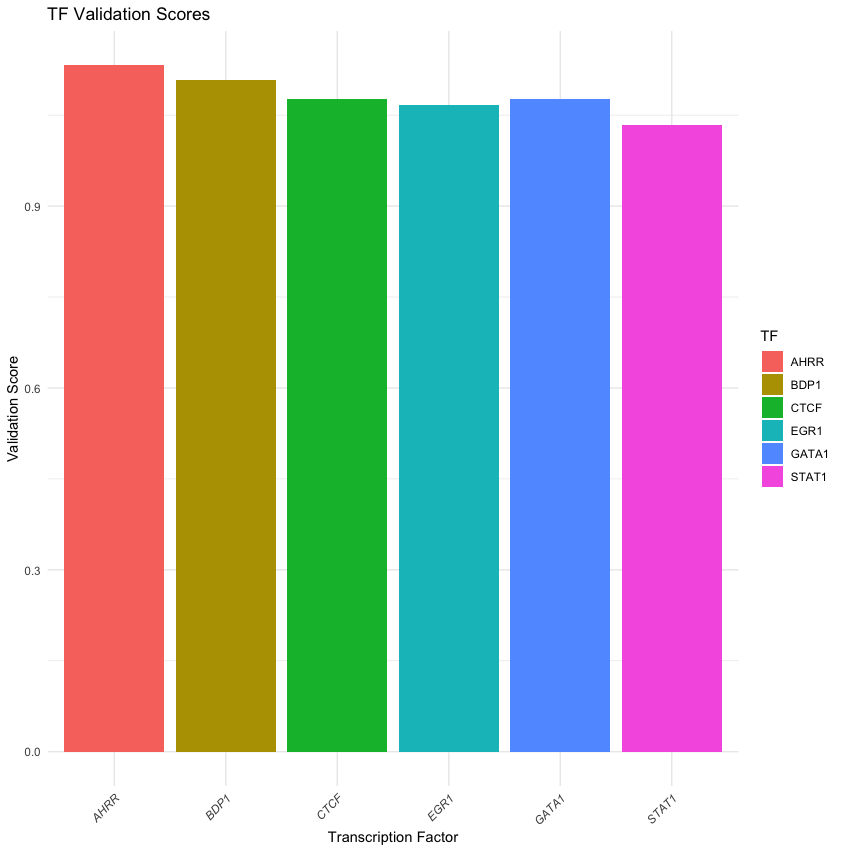 TF Validation Scores
Validation Score
0.9
0.6
0.3
0.0
AHRR
BDP1
CTCF
EGR1
GATA1
STAT1
Transcription Factor
TF
AHRR
BDP1
CTCF
EGR1
GATA1
STAT1